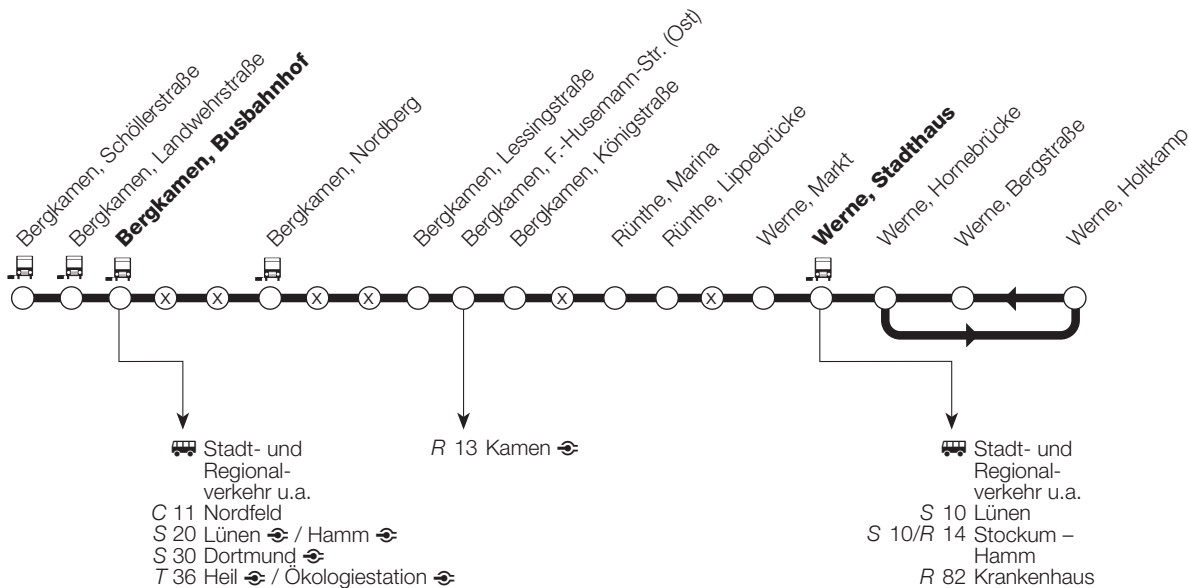 Bergkamen, Schöllerstraße
Bergkamen, Landwehrstraße
Bergkamen, Busbahnhof
Bergkamen, Nordberg
Bergkamen, Lessingstraße
Bergkamen, F.-Husemann-Str. (Ost)
Bergkamen, Königstraße
Rünthe, Marina
Rünthe, Lippebrücke
Werne, Markt
Werne, Stadthaus
Werne, Hornebrücke
Werne, Bergstraße
Werne, Holtkamp
X X X X X X
Stadt- und
Regional-
verkehr u.a.
C 11 Nordfeld
S 20 Lünen / Hamm
S 30 Dortmund
T 36 Heil / Ökologiestation
R 13 Kamen
Stadt- und
Regional-
verkehr u.a.
S 10 Lünen
S 10/R 14 Stockum –
Hamm
R 82 Krankenhaus